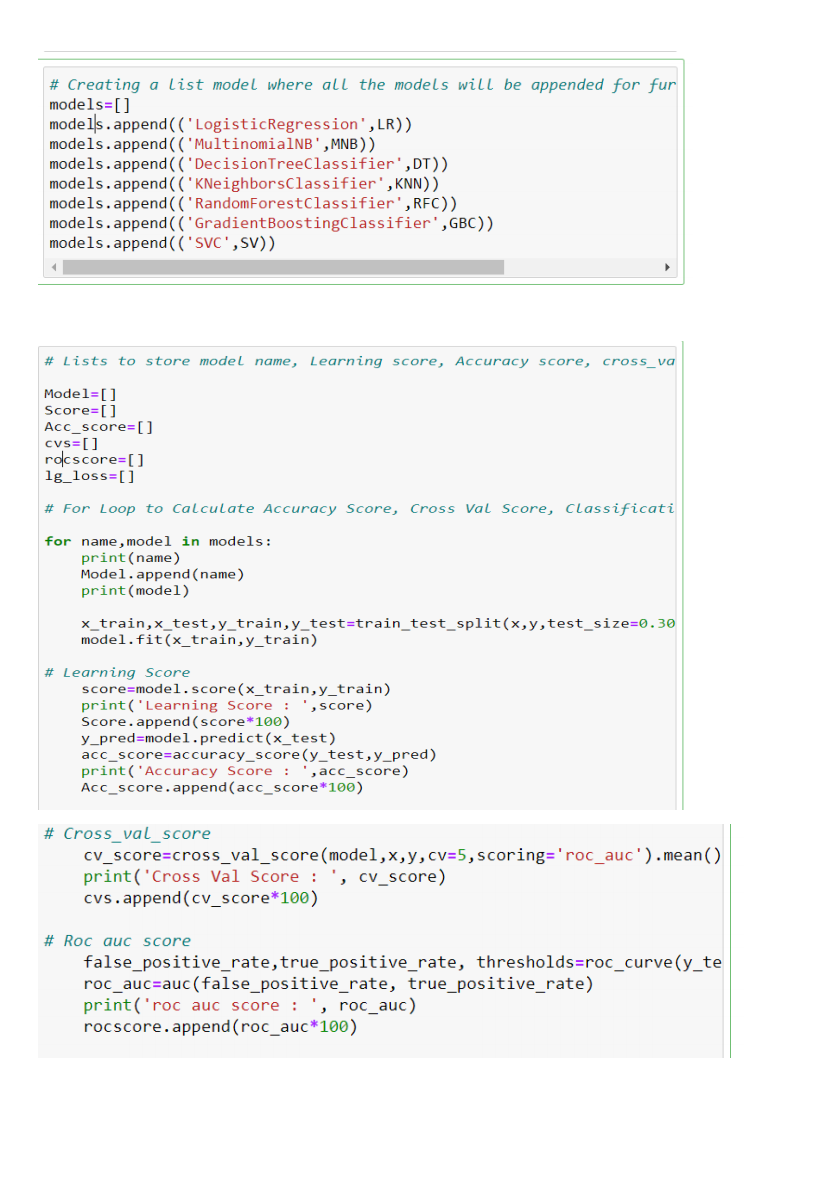 # Creating a list model where all the models will be appended for fur
models=[]
models.append(('LogisticRegression',LR))
models.append(('MultinomialNB',MNB))
models.append(('DecisionTreeClassifier',DT))
models.append(('KNeighborsClassifier',KNN))
models.append(('RandomForestClassifier',RFC))
models.append(('GradientBoostingClassifier',GBC))
models.append(('SVC',SV))
# Lists to store model name, Learning score, Accuracy score, cross_va
Model=[]
Score=[]
Acc_score=[]
cvs=[]
rocscore=[]
lg_loss=[]
# For Loop to Calculate Accuracy Score, Cross Val Score, Classificati
for name,model in models:
    print(name)
    Model.append(name)
    print(model)
    x_train,x_test,y_train,y_test=train_test_split(x,y,test_size=0.30
    model.fit(x_train,y_train)
# Learning Score
    score=model.score(x_train,y_train)
    print('Learning Score : ',score)
    Score.append(score*100)
    y_pred=model.predict(x_test)
    acc_score=accuracy_score(y_test,y_pred)
    print('Accuracy Score : ',acc_score)
    Acc_score.append(acc_score*100)
# Cross_val_score
    cv_score=cross_val_score(model,x,y,cv=5,scoring='roc_auc').mean()
    print('Cross Val Score : ', cv_score)
    cvs.append(cv_score*100)
# Roc auc score
    false_positive_rate,true_positive_rate, thresholds=roc_curve(y_te
    roc_auc=auc(false_positive_rate, true_positive_rate)
    print('roc auc score : ', roc_auc)
    rocscore.append(roc_auc*100)